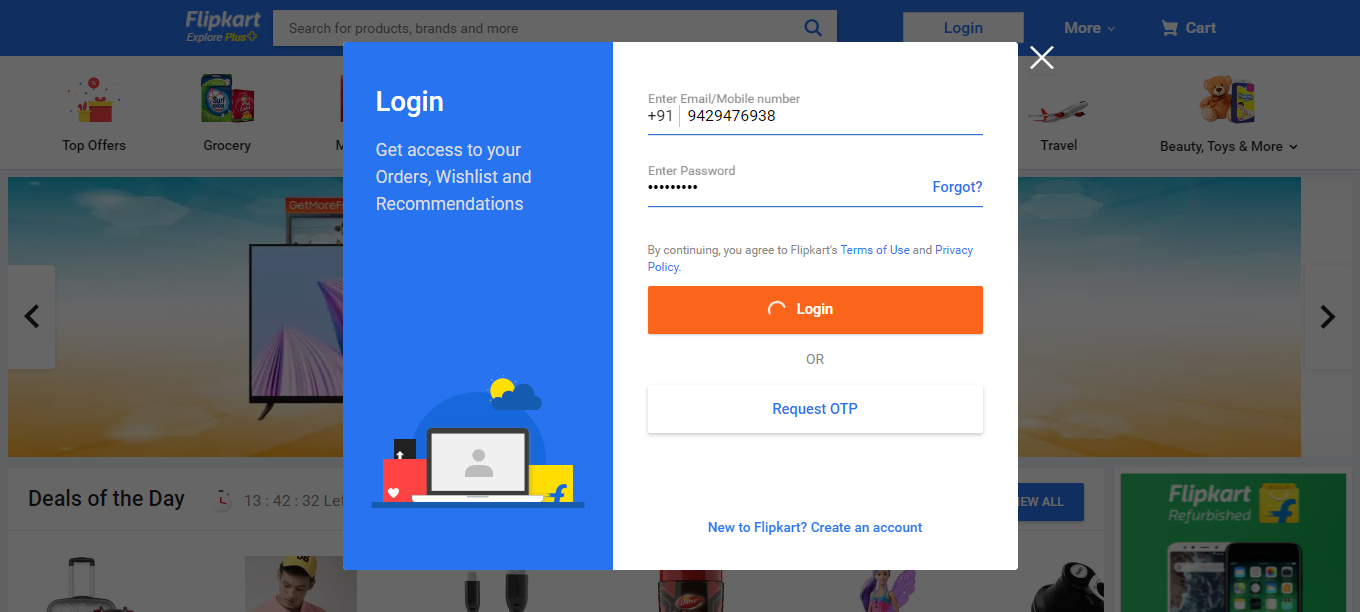 Flipkart
Explore Plus
Search for products, brands and more
Login
More
Cart
Top Offers
Grocery
M
Travel
Beauty, Toys & More
Login
Get access to your
Orders, Wishlist and
Recommendations
Enter Email/Mobile number
+91 9429476938
Enter Password
•••••••••
Forgot?
By continuing, you agree to Flipkart's Terms of Use and Privacy
Policy.
Login
OR
Request OTP
New to Flipkart? Create an account
GetMoreF
Deals of the Day
13 : 42 : 32 Lef
EW ALL
Flipkart
Refurbished